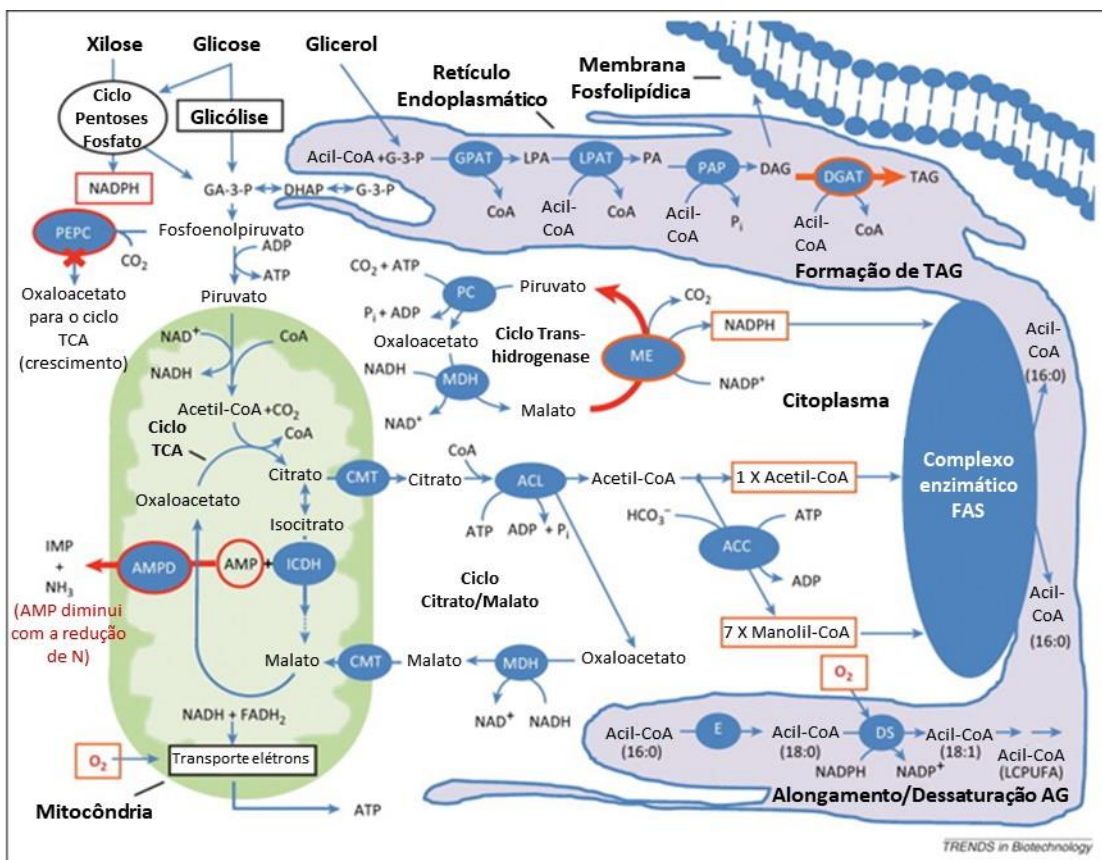 Xilose
Glicose
Glicerol
Ciclo
Pentoses
Fosfato
Glicólise
Retículo
Endoplasmático
Membrana
Fosfolipídica
NADPH
GA-3-P
DHAP
G-3-P
Acil-CoA
+G-3-P
GPAT
CoA
LPA
LPAT
Acil-
CoA
CoA
PA
PAP
Acil-
CoA
Pi
DAG
DGAT
Acil-
CoA
CoA
TAG
Formação de TAG
PEPC
CO2
Fosfoenolpiruvato
ADP
ATP
Oxaloacetato
para o ciclo
TCA
(crescimento)
Piruvato
NAD+
NADH
CoA
Acetil-CoA
+CO2
Ciclo
TCA
CoA
Citrato
Oxaloacetato
Isocitrato
IMP
+
NH3
AMPD
AMP
+
ICDH
(AMP diminui
com a redução
de N)
Malato
NADH + FADH2
O2
Transporte elétrons
Mitocôndria
ATP
CO2 + ATP
PC
Piruvato
Pi + ADP
Oxaloacetato
Ciclo Trans-
hidrogenase
NADH
MDH
NAD+
Malato
ME
CO2
NADPH
NADP+
Citoplasma
CMT
Citrato
CoA
ACL
ATP
ADP + Pi
Acetil-CoA
1 X Acetil-CoA
HCO3−
ATP
ACC
ADP
7 X Manolil-CoA
Ciclo
Citrato/Malato
CMT
Malato
MDH
NAD+
NADH
Oxaloacetato
Complexo
enzimático
FAS
Acil-
CoA
(16:0)
Acil-
CoA
(16:0)
O2
Acil-CoA
(16:0)
E
Acil-CoA
(18:0)
DS
NADPH
NADP+
Acil-CoA
(18:1)
Acil-CoA
(LCPUFA)
Alongamento/Dessaturação AG
TRENDS in Biotechnology